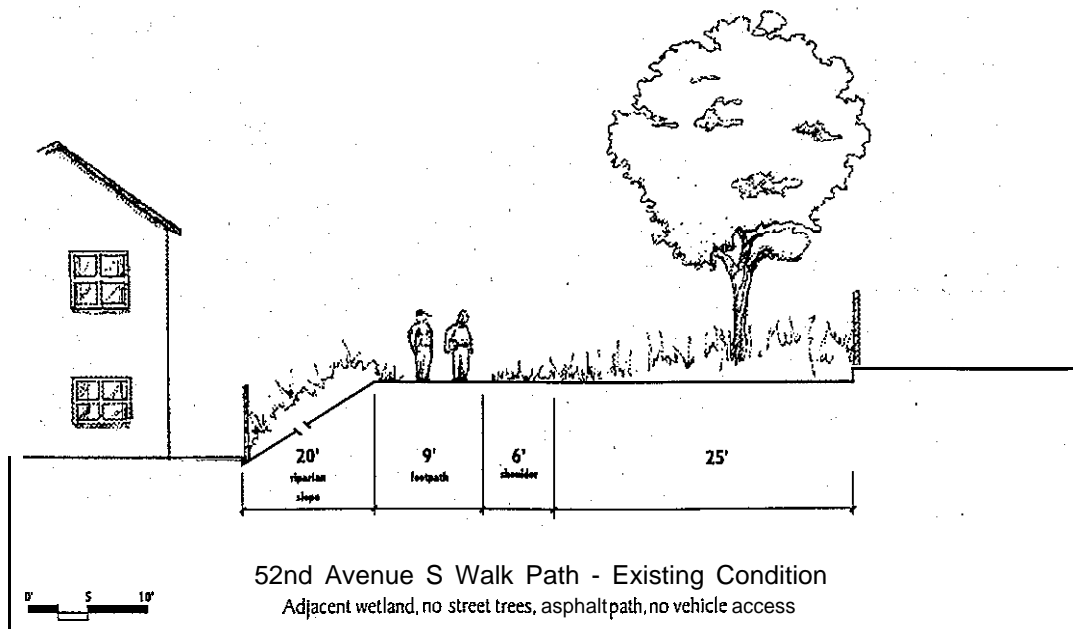 20' 9' 6' 25'
riparian footpath shoulder
slope
52nd Avenue S Walk Path - Existing Condition
0' 5 10'
Adjacent wetland, no street trees, asphalt path, no vehicle access